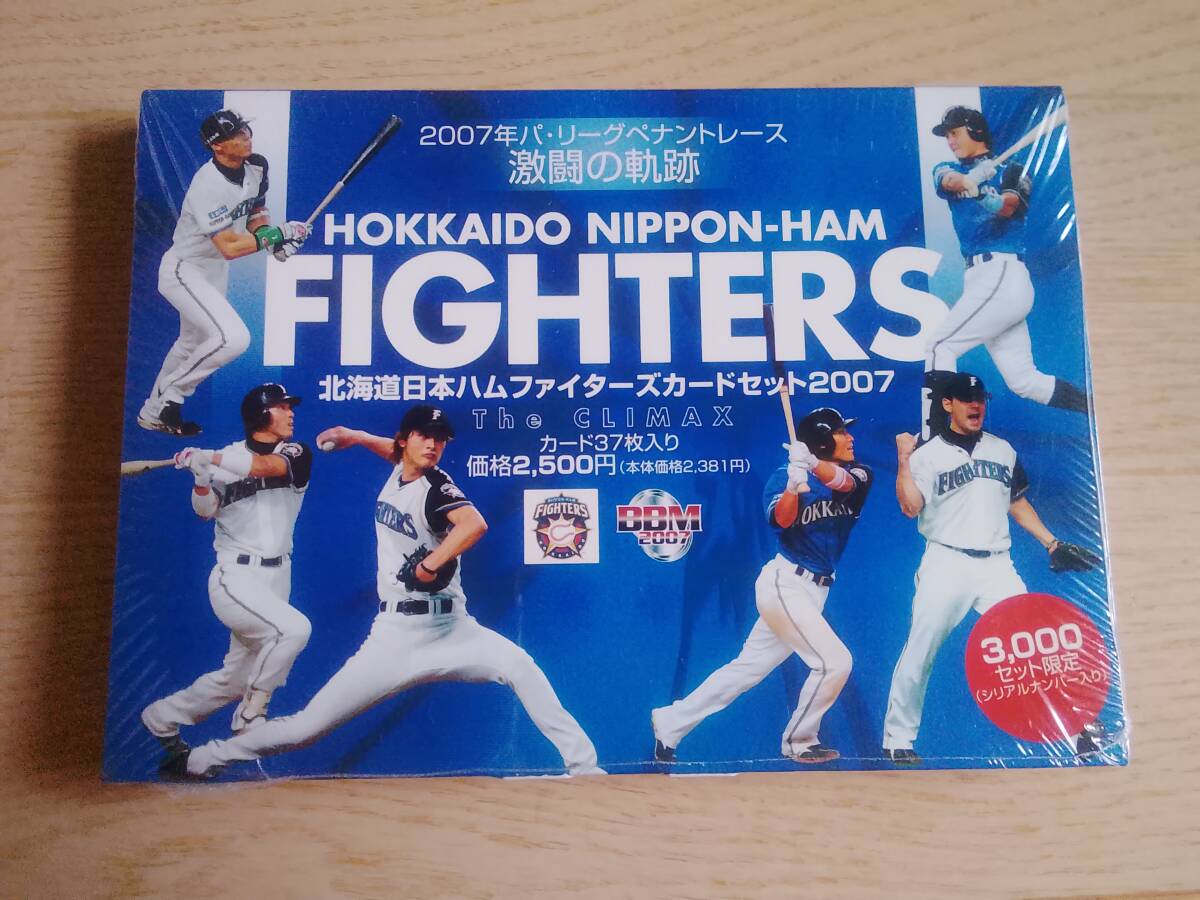 2007年パ・リーグペナントレース
激闘の軌跡
HOKKAIDO NIPPON-HAM
FIGHTERS
北海道日本ハムファイターズカードセット2007
The CLIMAX
カード37枚入り
価格2,500円(本体価格2,381円)
NIPPON-HAM
FIGHTERS
BBM
2007
FIGHTERS
3,000
セット限定
(シリアルナンバー入り)